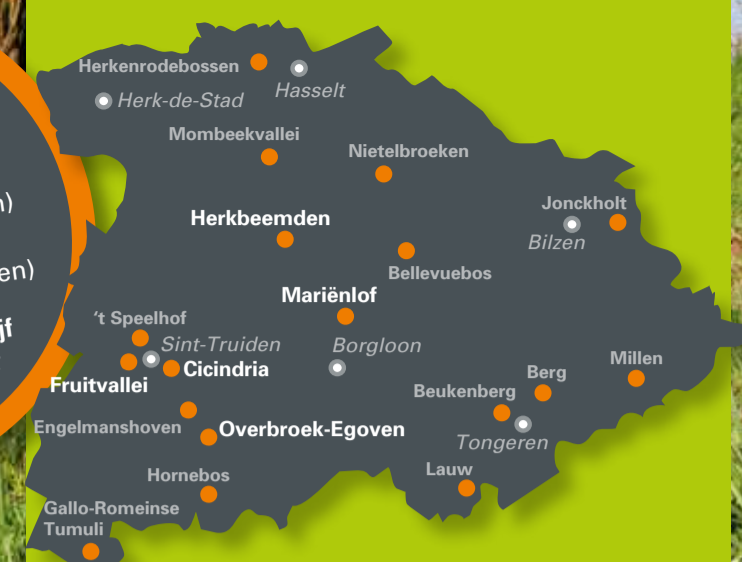 Herkenrodebossen
Hasselt
Herk-de-Stad
Mombeekvallei
Nietelbroeken
Jonckholt
Herkbeemden
Bilzen
Bellevuebos
Mariënlof
't Speelhof
Sint-Truiden
Borgloon
Cicindria
Fruitvallei
Millen
Berg
Beukenberg
Engelmanshoven
Overbroek-Egoven
Tongeren
Lauw
Hornebos
Gallo-Romeinse
Tumuli